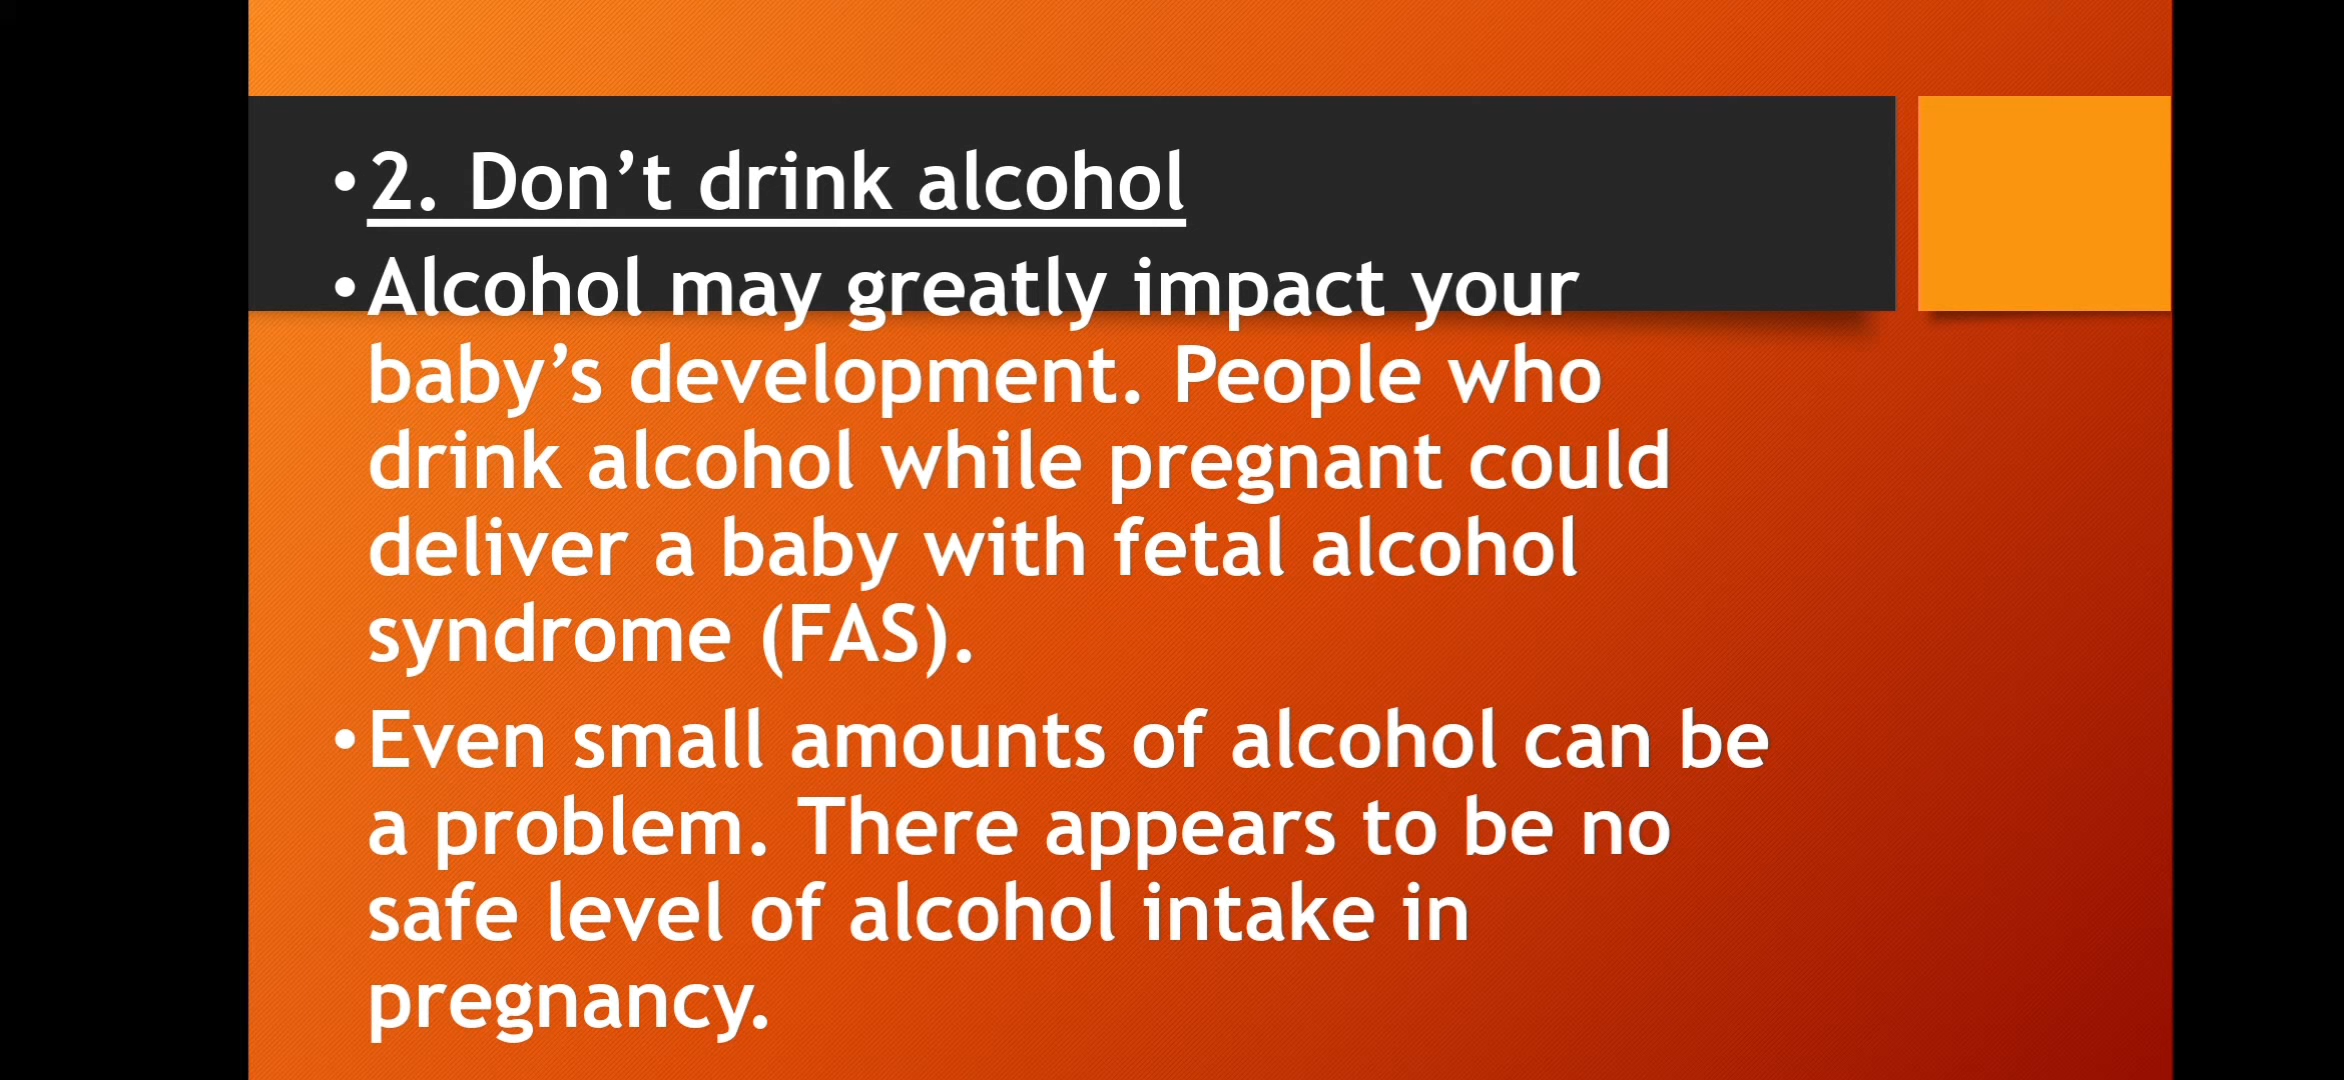 •2. Don’t drink alcohol
•Alcohol may greatly impact your
baby’s development. People who
drink alcohol while pregnant could
deliver a baby with fetal alcohol
syndrome (FAS).
•Even small amounts of alcohol can be
a problem. There appears to be no
safe level of alcohol intake in
pregnancy.